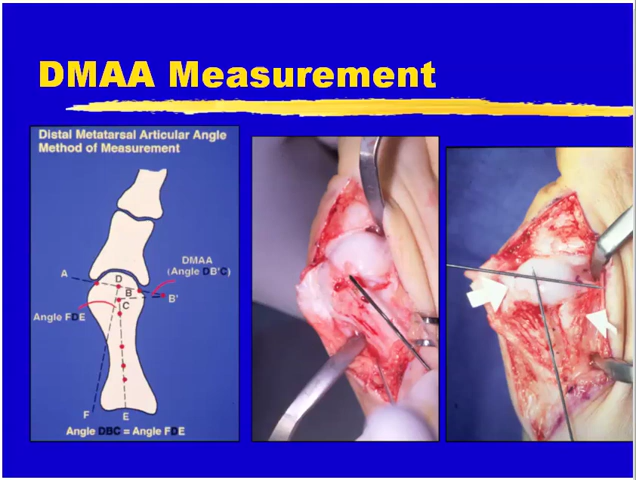 DMAA Measurement
Distal Metatarsal Articular Angle
Method of Measurement
DMAA
(Angle DB'C)
A
D
B
B'
C
Angle FDE
F
E
Angle DBC = Angle FDE